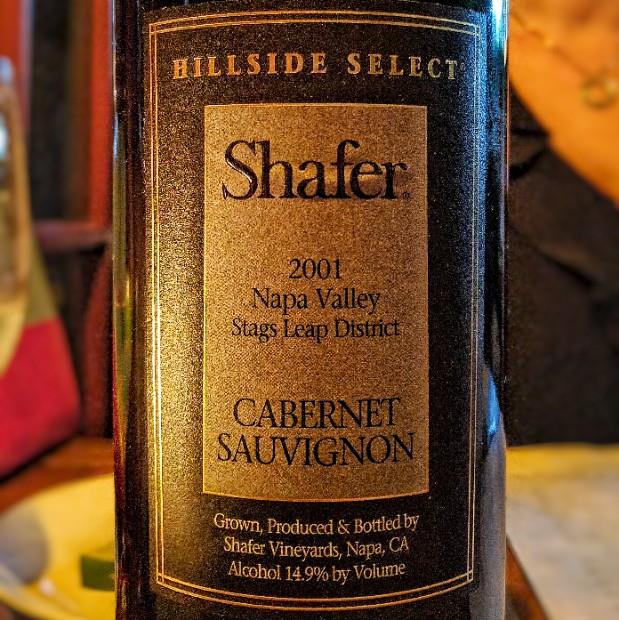 HILLSIDE SELECT
Shafer
2001
Napa Valley
Stags Leap District
CABERNET
SAUVIGNON
Grown, Produced & Bottled by
Shafer Vineyards, Napa, CA
Alcohol 14.9% by Volume